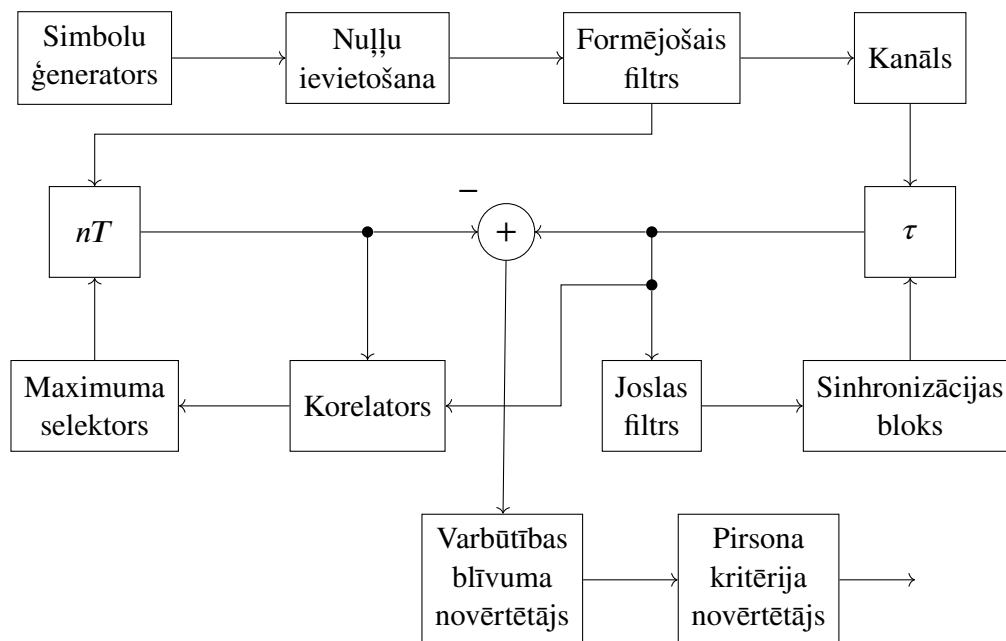 Simbolu
ģenerators
Nuļļu
ievietošana
Formējošais
filtrs
Kanāls
nT
−
+
τ
Maximuma
selektors
Korelators
Joslas
filtrs
Sinhronizācijas
bloks
Varbūtības
blīvuma
novērtētājs
Pirsona
kritērija
novērtētājs